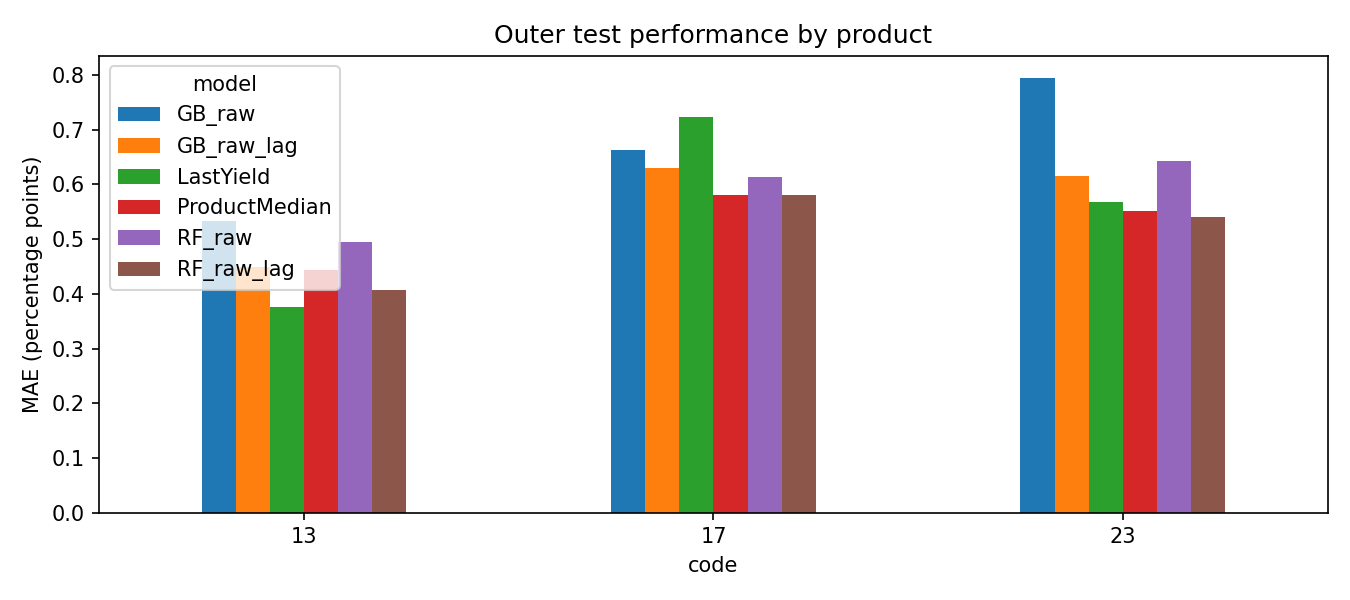 Outer test performance by product
MAE (percentage points)
0.8
0.7
0.6
0.5
0.4
0.3
0.2
0.1
0.0
model
GB_raw
GB_raw_lag
LastYield
ProductMedian
RF_raw
RF_raw_lag
13
17
23
code